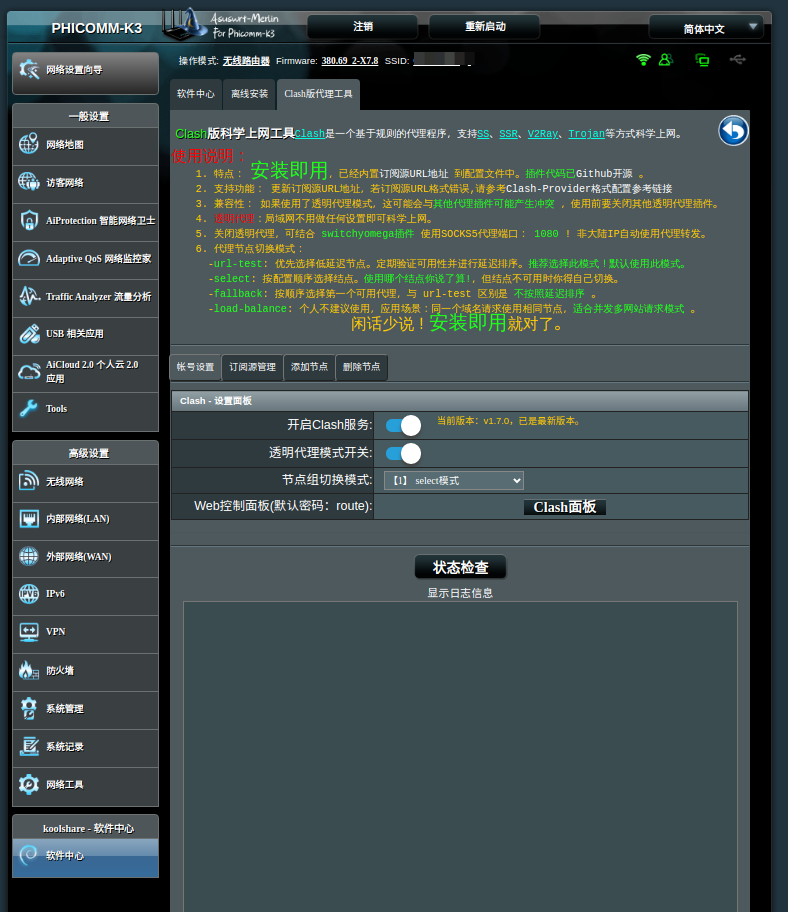 PHICOMM-K3
Asuswrt-Merlin
For Phicomm-K3
注销
重新启动
简体中文
操作模式: 无线路由器 Firmware: 380.69_2-X7.8 SSID:
网络设置向导
一般设置
网络地图
访客网络
AiProtection 智能网络卫士
Adaptive QoS 网络监控家
Traffic Analyzer 流量分析
USB 相关应用
AiCloud 2.0 个人云 2.0
应用
Tools
高级设置
无线网络
内部网络(LAN)
外部网络(WAN)
IPv6
VPN
防火墙
系统管理
系统记录
网络工具
koolshare - 软件中心
软件中心
软件中心
离线安装
Clash版代理工具
Clash版科学上网工具Clash是一个基于规则的代理程序，支持SS、SSR、V2Ray、Trojan等方式科学上网。
使用说明：
1. 特点： 安装即用，已经内置订阅源URL地址 到配置文件中。插件代码已Github开源 。
2. 支持功能： 更新订阅源URL地址，若订阅源URL格式错误,请参考Clash-Provider格式配置参考链接
3. 兼容性： 如果使用了透明代理模式，这可能会与其他代理插件可能产生冲突 ，使用前要关闭其他透明代理插件。
4. 透明代理：局域网不用做任何设置即可科学上网。
5. 关闭透明代理，可结合 switchyomega插件 使用SOCKS5代理端口： 1080 ! 非大陆IP自动使用代理转发。
6. 代理节点切换模式：
-url-test: 优先选择低延迟节点。定期验证可用性并进行延迟排序。推荐选择此模式！默认使用此模式。
-select: 按配置顺序选择结点。使用哪个结点你说了算!，但结点不可用时你得自己切换。
-fallback: 按顺序选择第一个可用代理，与 url-test 区别是 不按照延迟排序 。
-load-balance: 个人不建议使用，应用场景：同一个域名请求使用相同节点，适合并发多网站请求模式 。
闲话少说！安装即用就对了。
帐号设置
订阅源管理
添加节点
删除节点
Clash - 设置面板
开启Clash服务:
当前版本：v1.7.0，已是最新版本。
透明代理模式开关:
节点组切换模式:
【1】 select模式
Web控制面板(默认密码：route):
Clash面板
状态检查
显示日志信息